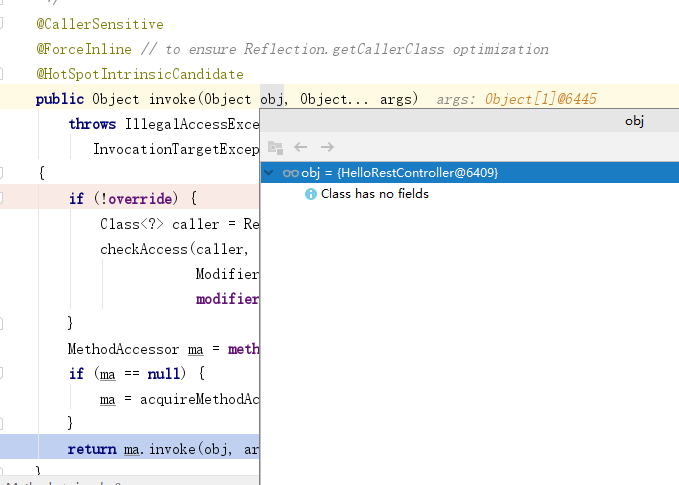 */
@CallerSensitive
@ForceInline // to ensure Reflection.getCallerClass optimization
@HotSpotIntrinsicCandidate
public Object invoke(Object obj, Object... args) args: Object[1]@6445
throws IllegalAccessExce
InvocationTargetExcep
{
if (!override) {
Class<?> caller = Re
checkAccess(caller,
Modifier
modifier
}
MethodAccessor ma = meth
if (ma == null) {
ma = acquireMethodAc
}
return ma.invoke(obj, ar
}
obj
obj = {HelloRestController@6409}
Class has no fields